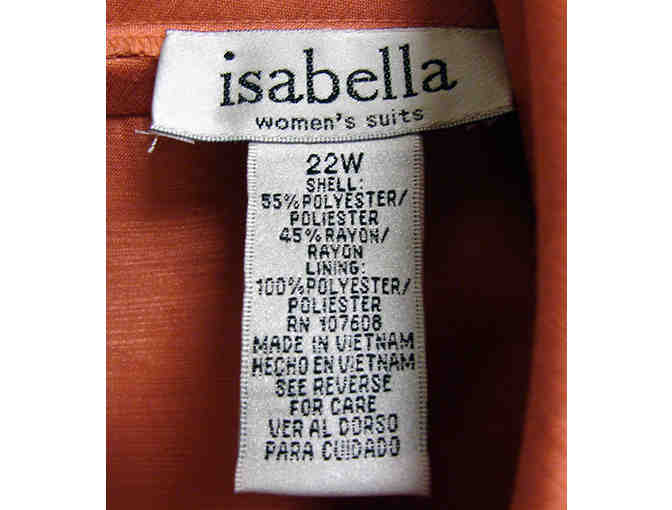 isabella
women's suits
22W
SHELL:
55%POLYESTER/
POLIESTER
45%RAYON/
RAYON
LINING:
100%POLYESTER/
POLIESTER
RN 107608
MADE IN VIETNAM
HECHO EN VIETNAM
SEE REVERSE
FOR CARE
VER AL DORSO
PARA CUIDADO